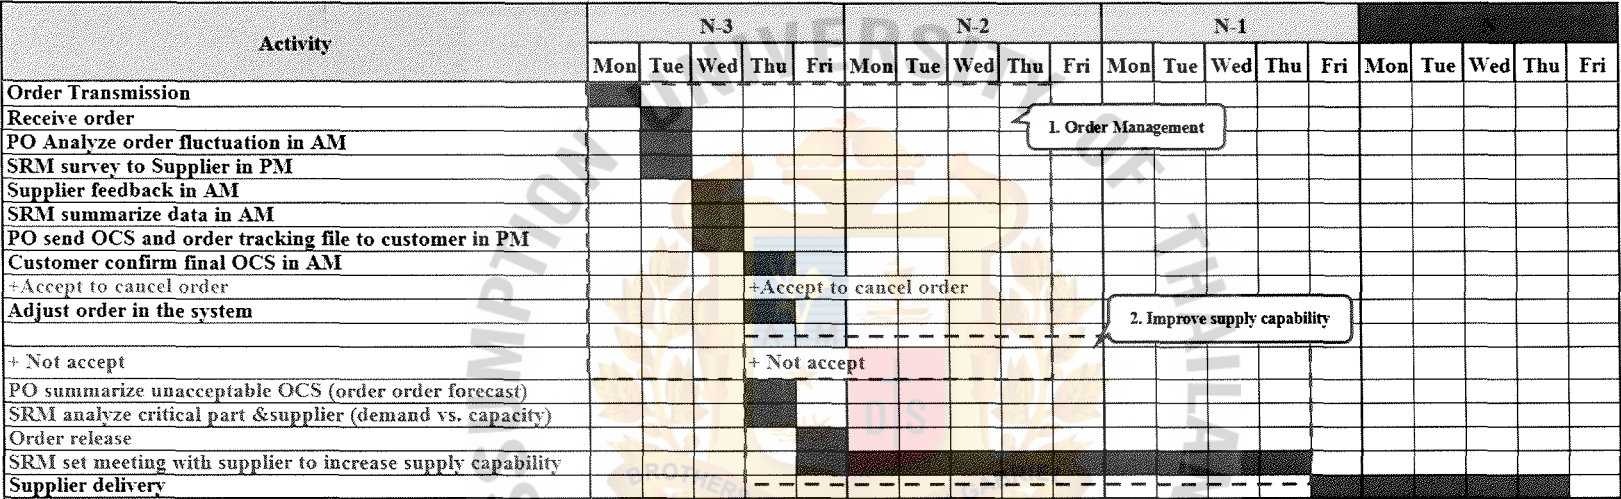 Activity N-3 N-2 N-1 N
Mon Tue Wed Thu Fri Mon Tue Wed Thu Fri Mon Tue Wed Thu Fri Mon Tue Wed Thu Fri
Order Transmission
Receive order
1. Order Management
PO Analyze order fluctuation in AM
SRM survey to Supplier in PM
Supplier feedback in AM
SRM summarize data in AM
PO send OCS and order tracking file to customer in PM
Customer confirm final OCS in AM
+Accept to cancel order +Accept to cancel order
Adjust order in the system
2. Improve supply capability
+ Not accept + Not accept
PO summarize unacceptable OCS (order order forecast)
SRM analyze critical part &supplier (demand vs. capacity)
Order release
SRM set meeting with supplier to increase supply capability
Supplier delivery
UNIVERSITY OF
DS